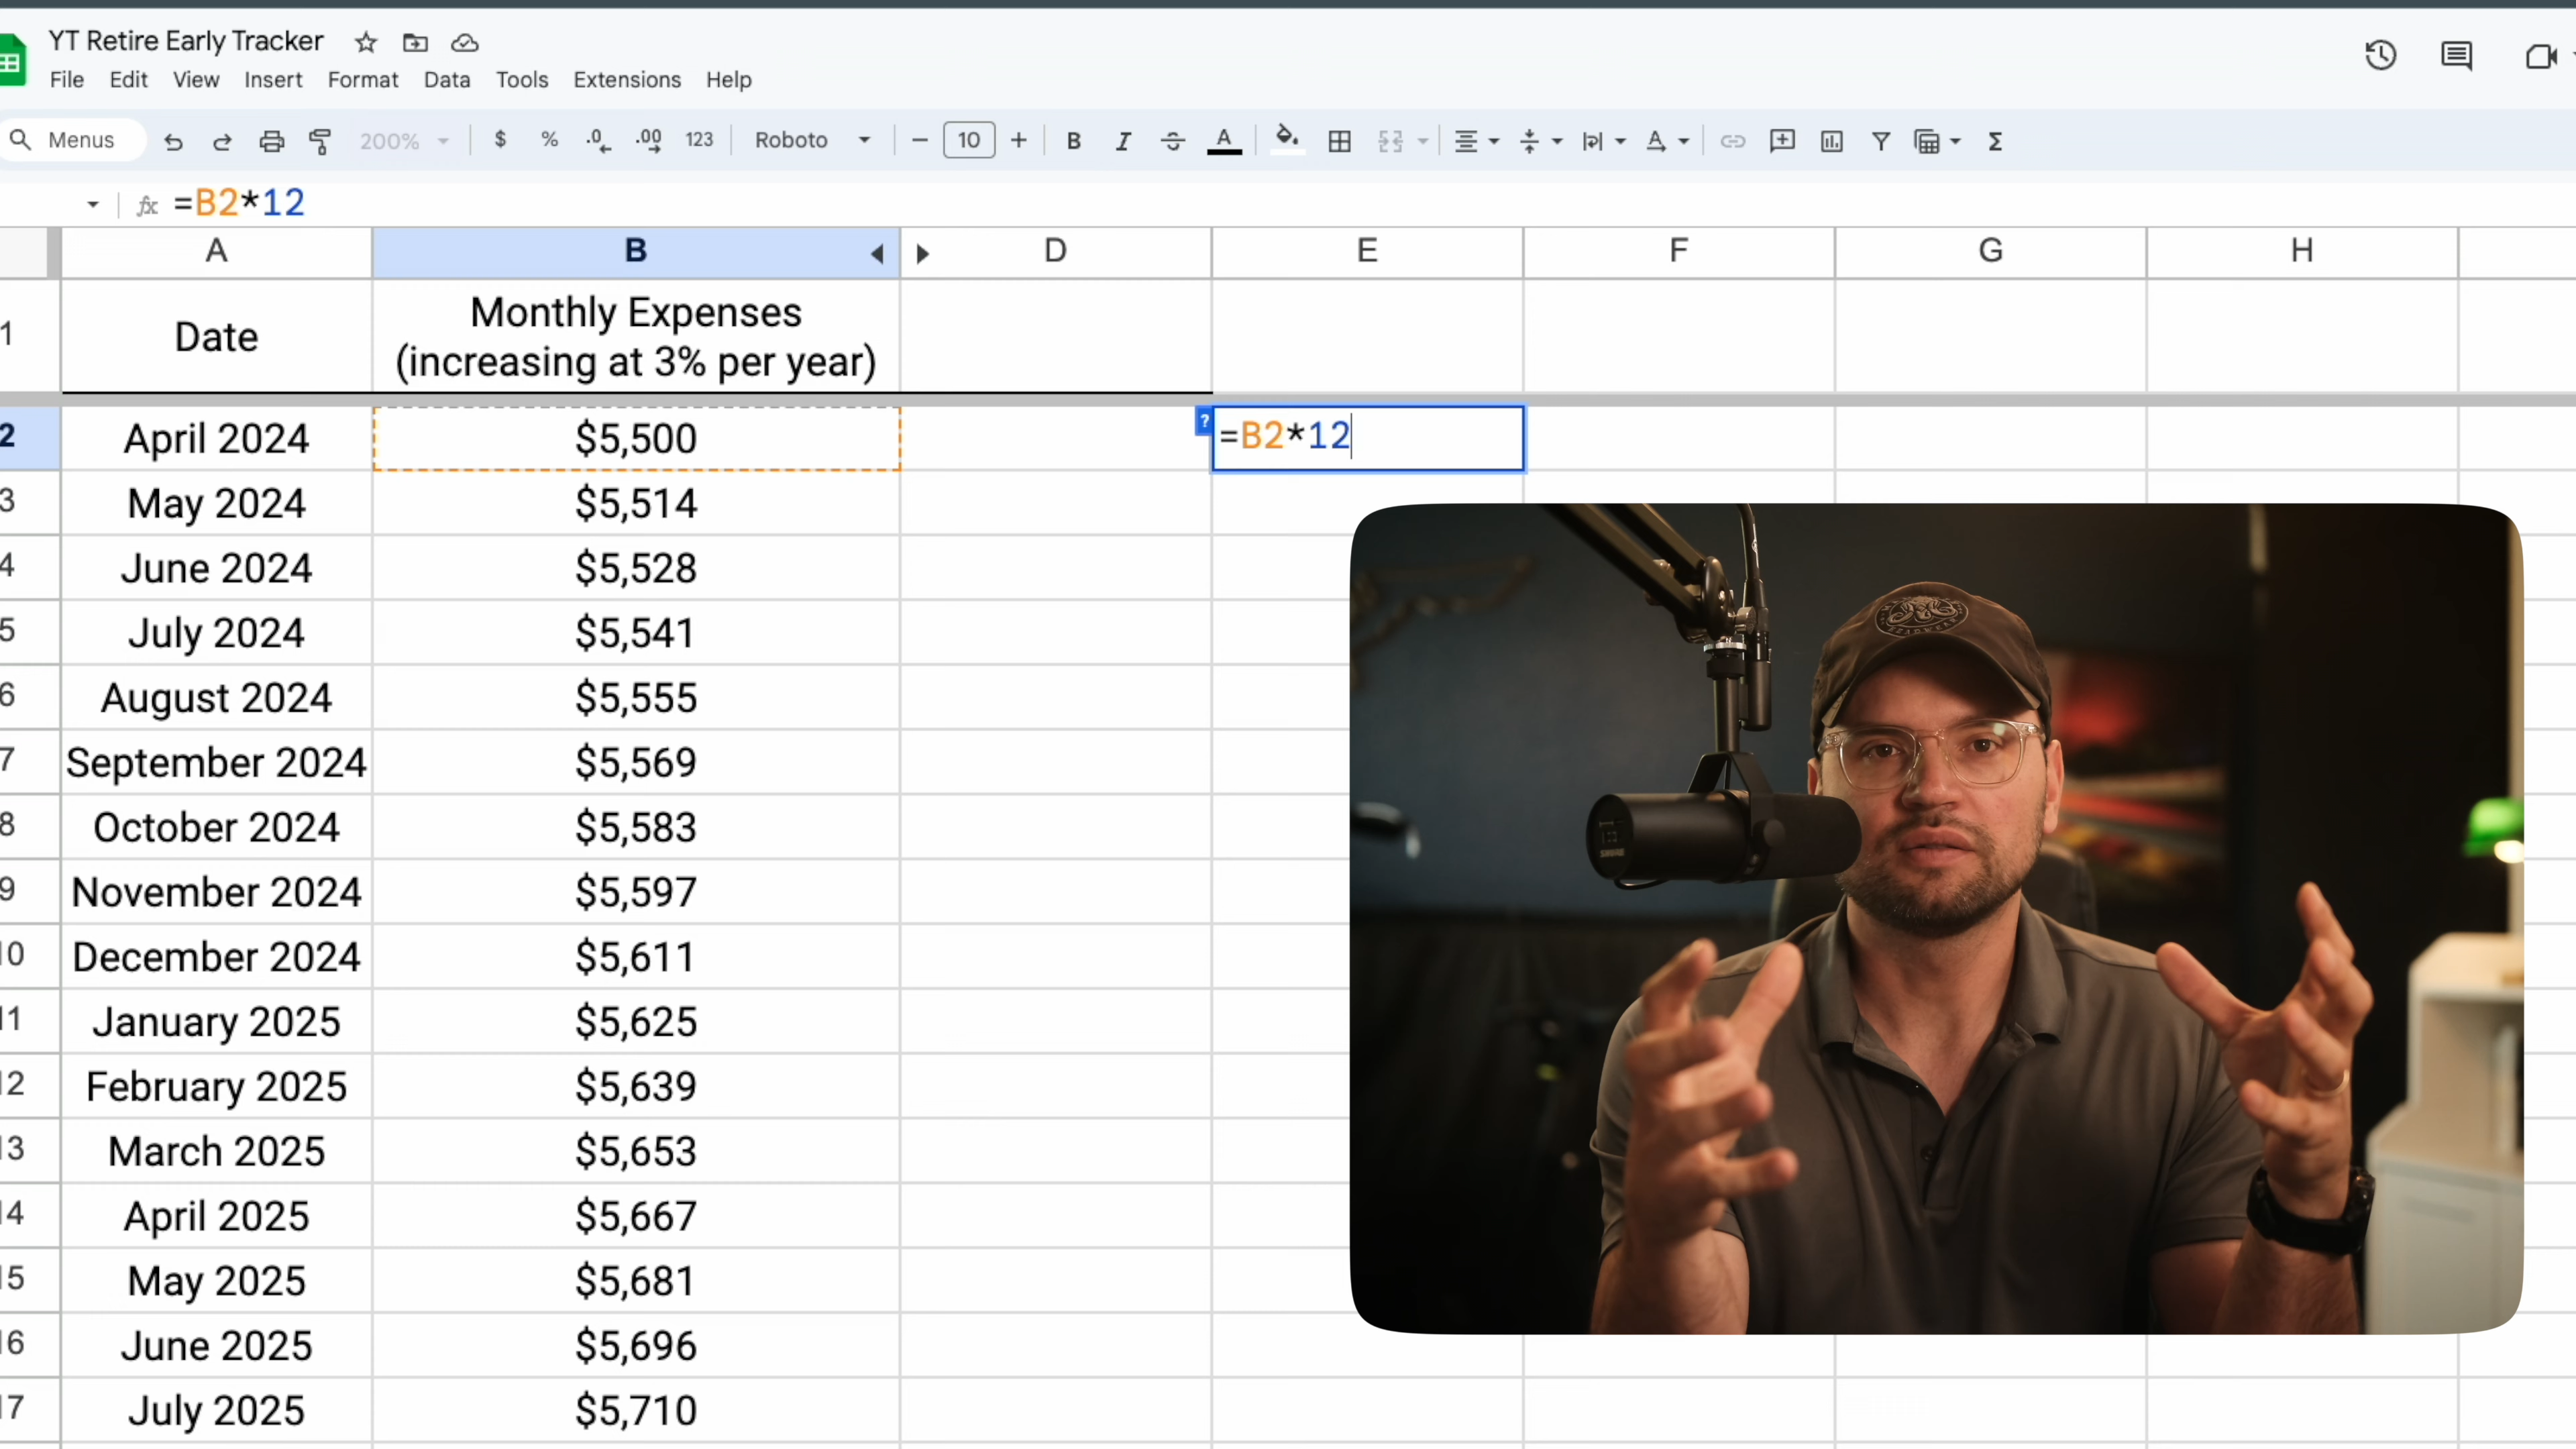 YT Retire Early Tracker
File Edit View Insert Format Data Tools Extensions Help
Menus 200% $ % .0 .00 123 Roboto 10 B I A A Σ
fx =B2*12
A B D E F G H
1 Date Monthly Expenses
(increasing at 3% per year)
2 April 2024 $5,500 ? =B2*12
3 May 2024 $5,514
4 June 2024 $5,528
5 July 2024 $5,541
6 August 2024 $5,555
7 September 2024 $5,569
8 October 2024 $5,583
9 November 2024 $5,597
10 December 2024 $5,611
11 January 2025 $5,625
12 February 2025 $5,639
13 March 2025 $5,653
14 April 2025 $5,667
15 May 2025 $5,681
16 June 2025 $5,696
17 July 2025 $5,710
SHURE